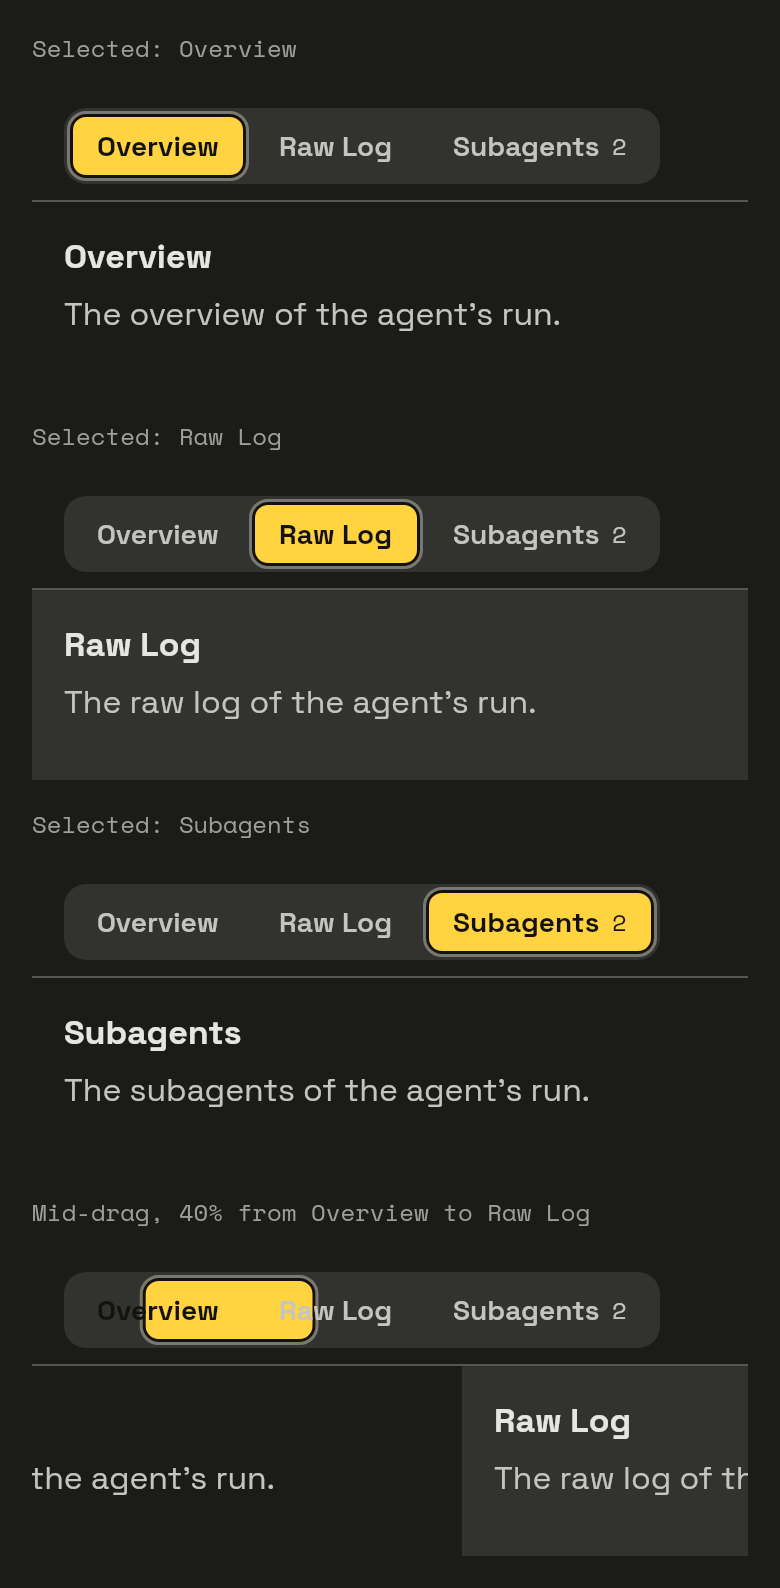 Selected: Overview
Overview Raw Log Subagents 2
Overview
The overview of the agent’s run.
Selected: Raw Log
Overview Raw Log Subagents 2
Raw Log
The raw log of the agent’s run.
Selected: Subagents
Overview Raw Log Subagents 2
Subagents
The subagents of the agent’s run.
Mid-drag, 40% from Overview to Raw Log
Overview Raw Log Subagents 2
Raw Log
the agent’s run. The raw log of th